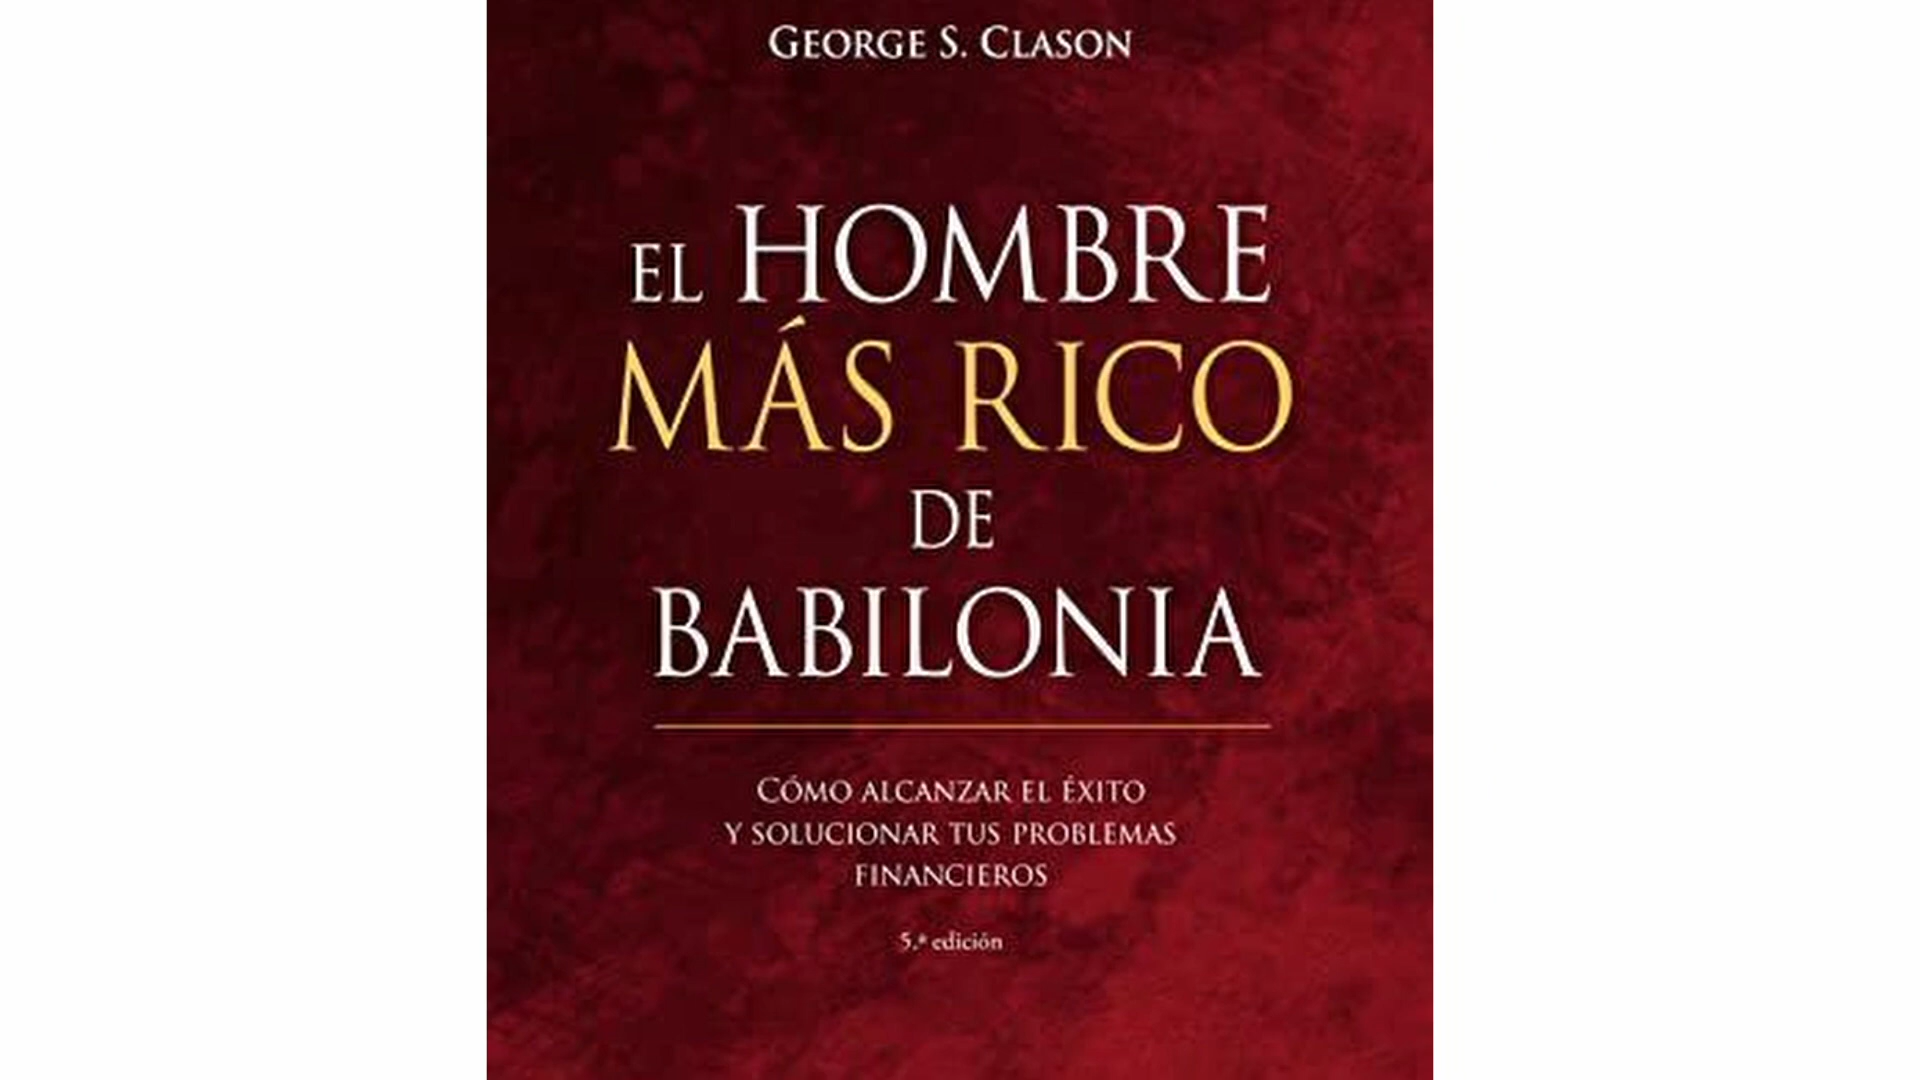 GEORGE S. CLASON
EL HOMBRE
MÁS RICO
DE
BABILONIA
CÓMO ALCANZAR EL ÉXITO
Y SOLUCIONAR TUS PROBLEMAS
FINANCIEROS
5.ª edición